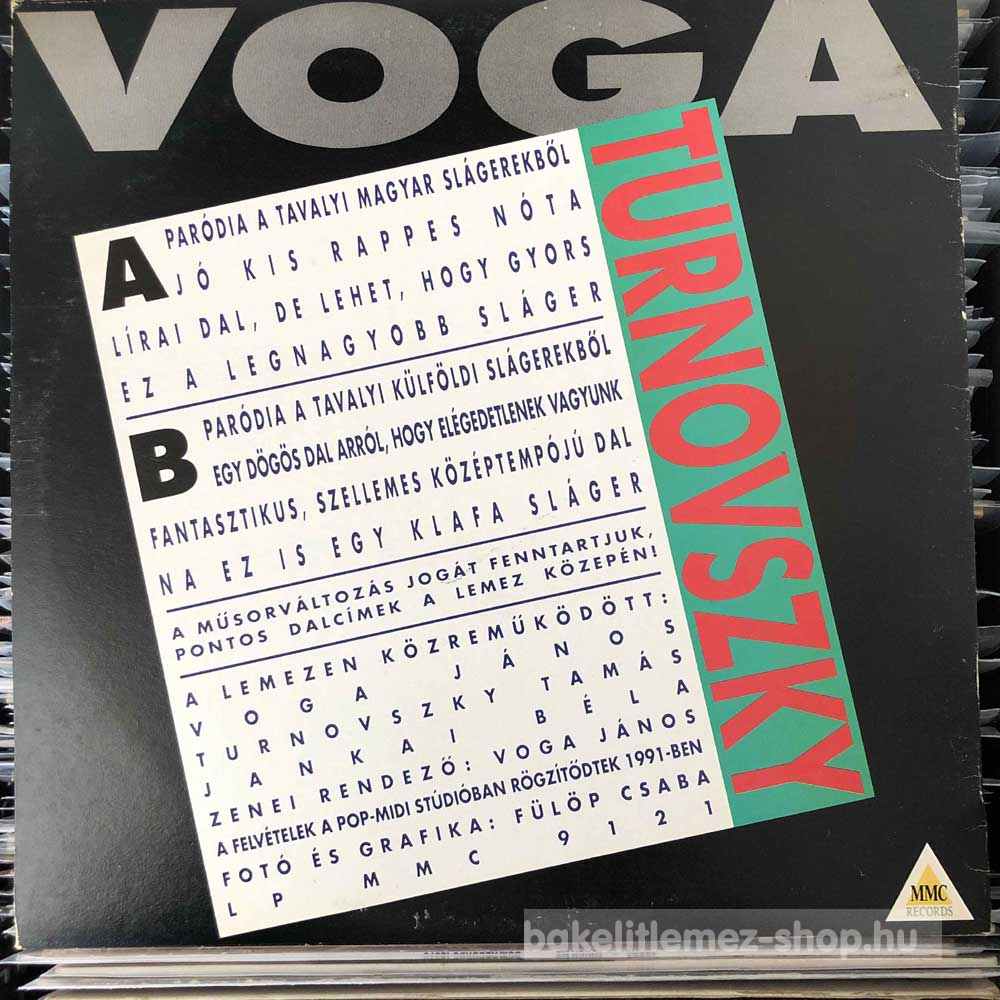 VOGA
TURNOVSZKY
A PARÓDIA A TAVALYI MAGYAR SLÁGEREKBŐL
JÓ KIS RAPPES NÓTA
LÍRAI DAL, DE LEHET, HOGY GYORS
EZ A LEGNAGYOBB SLÁGER
B PARÓDIA A TAVALYI KÜLFÖLDI SLÁGEREKBŐL
EGY DÖGÖS DAL ARRÓL, HOGY ELÉGEDETLENEK VAGYUNK
FANTASZTIKUS, SZELLEMES KÖZÉPTEMPÓJÚ DAL
NA EZ IS EGY KLAFA SLÁGER
A MŰSORVÁLTOZÁS JOGÁT FENNTARTJUK,
PONTOS DALCÍMEK A LEMEZ KÖZEPÉN!
A LEMEZEN KÖZREMŰKÖDÖTT:
VOGA JÁNOS
TURNOVSZKY TAMÁS
JANKAI BÉLA
ZENEI RENDEZŐ: VOGA JÁNOS
A FELVÉTELEK A POP-MIDI STÚDIÓBAN RÖGZÍTŐDTEK 1991-BEN
FOTÓ ÉS GRAFIKA: FÜLÖP CSABA
LP MMC 9121
MMC
RECORDS
bakelitlemez-shop.hu